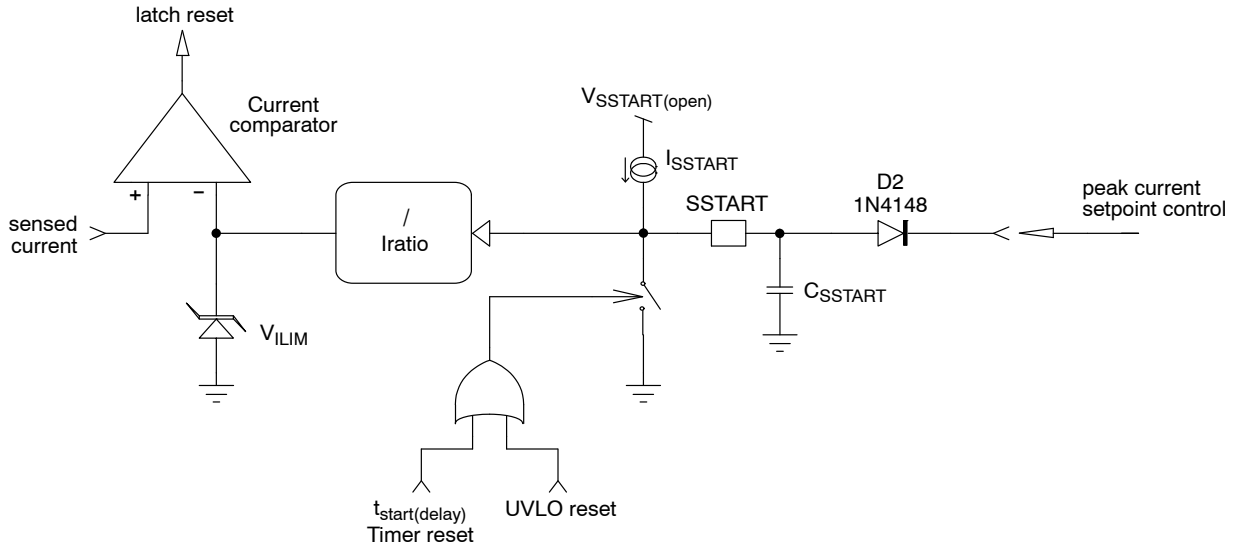 latch reset
Current
comparator
+
−
sensed
current
/
Iratio
VILIM
VSSTART(open)
ISSTART
SSTART
D2
1N4148
peak current
setpoint control
CSSTART
tstart(delay)
Timer reset
UVLO reset